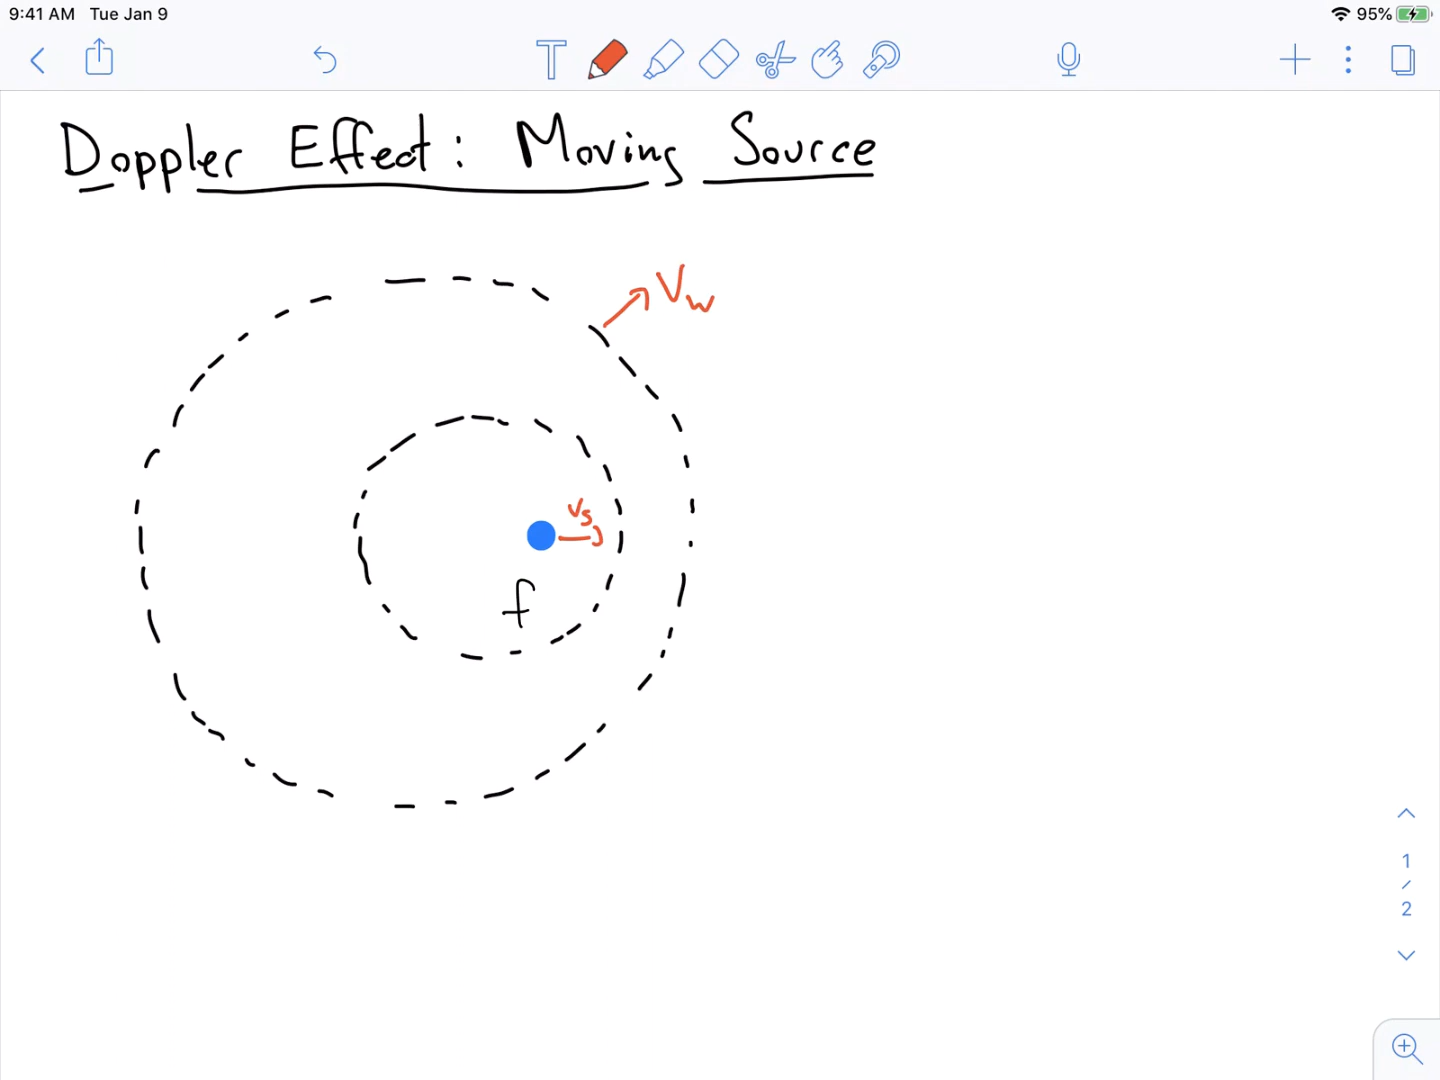 9:41 AM Tue Jan 9
95%
T
Doppler Effect: Moving Source
Vw
Vs
f
1
/
2